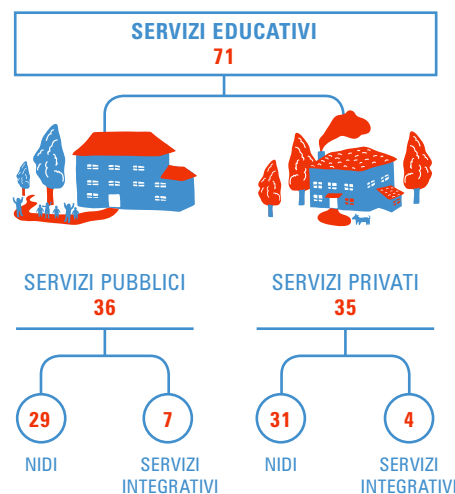 SERVIZI EDUCATIVI
71
SERVIZI PUBBLICI
36
SERVIZI PRIVATI
35
29
7
31
4
NIDI
SERVIZI
INTEGRATIVI
NIDI
SERVIZI
INTEGRATIVI